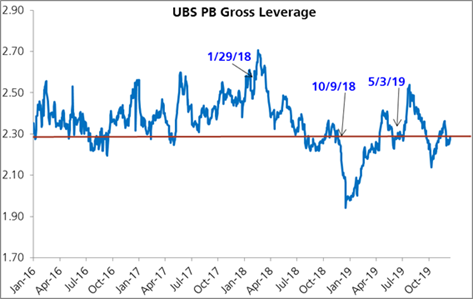 UBS PB Gross Leverage
2.90
2.70
2.50
2.30
2.10
1.90
1.70
1/29/18
10/9/18
5/3/19
Jan-16
Apr-16
Jul-16
Oct-16
Jan-17
Apr-17
Jul-17
Oct-17
Jan-18
Apr-18
Jul-18
Oct-18
Jan-19
Apr-19
Jul-19
Oct-19